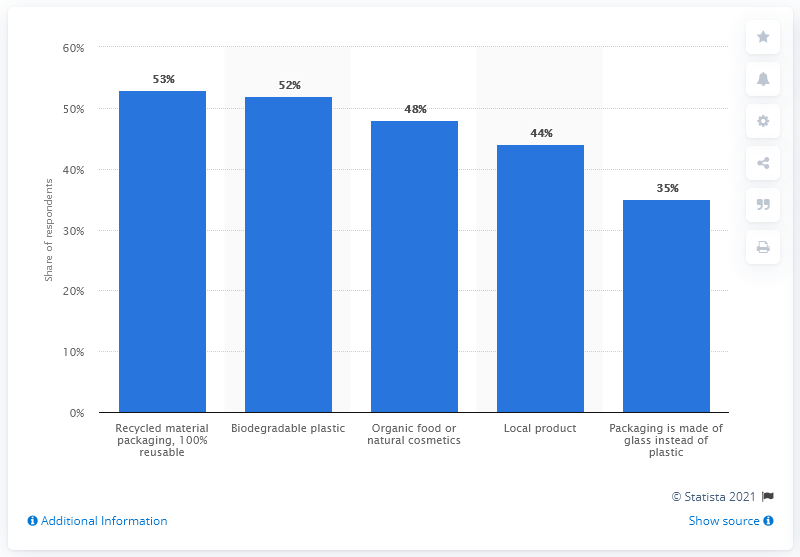 60%
50%
40%
30%
20%
10%
0%
Share of respondents
53%
52%
48%
44%
35%
Recycled material
packaging, 100%
reusable
Biodegradable plastic
Organic food or
natural cosmetics
Local product
Packaging is made of
glass instead of
plastic
© Statista 2021
Additional Information
Show source